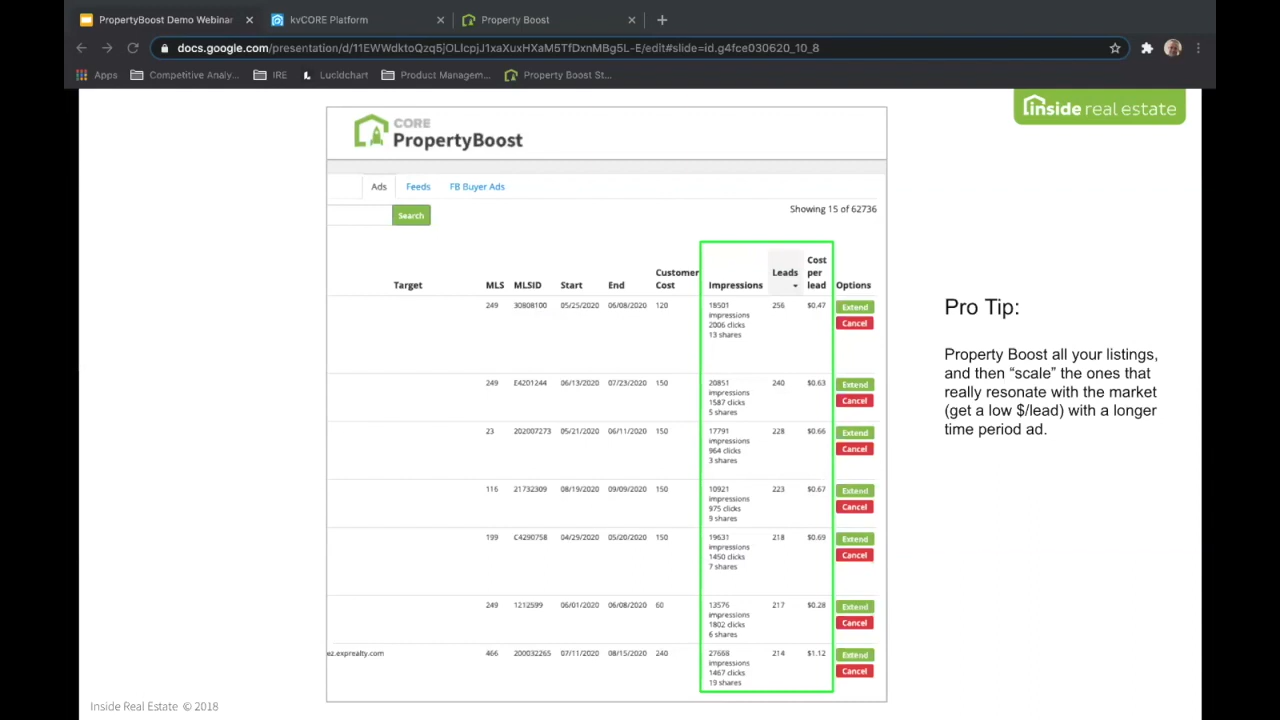 PropertyBoost Demo Webinar
kvCORE Platform
Property Boost
docs.google.com/presentation/d/11EWWdktoQzq5jOLIcpjJ1xaXuxHXaM5TfDxnMBg5L-E/edit#slide=id.g4fce030620_10_8
Apps
Competitive Analy...
IRE
Lucidchart
Product Managem...
Property Boost St...
inside real estate
CORE
PropertyBoost
Ads
Feeds
FB Buyer Ads
Search
Showing 15 of 62736
Target MLS MLSID Start End Customer Cost Impressions Leads Cost per lead Options
249 30808100 05/25/2020 06/08/2020 120 18501 256 $0.47 Extend
impressions
2006 clicks Cancel
13 shares
249 E4201244 06/13/2020 07/23/2020 150 20851 240 $0.63 Extend
impressions
1587 clicks Cancel
5 shares
23 202007273 05/21/2020 06/11/2020 150 17791 228 $0.66 Extend
impressions
964 clicks Cancel
3 shares
116 21732309 08/19/2020 09/09/2020 150 10921 223 $0.67 Extend
impressions
975 clicks Cancel
9 shares
199 C4290758 04/29/2020 05/20/2020 150 19631 218 $0.69 Extend
impressions
1450 clicks Cancel
7 shares
249 1212599 06/01/2020 06/08/2020 60 13576 217 $0.28 Extend
impressions
1802 clicks Cancel
6 shares
ez.exprealty.com 466 200032265 07/11/2020 08/15/2020 240 27668 214 $1.12 Extend
impressions
1467 clicks Cancel
19 shares
Pro Tip:
Property Boost all your listings,
and then “scale” the ones that
really resonate with the market
(get a low $/lead) with a longer
time period ad.
Inside Real Estate © 2018